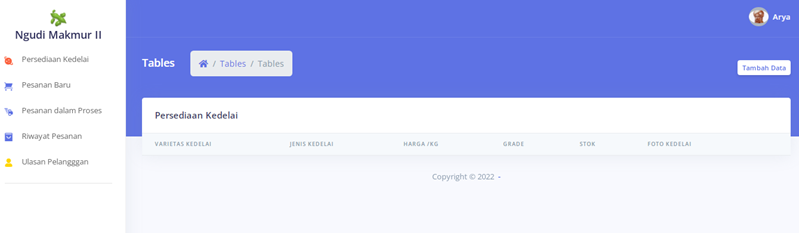 Ngudi Makmur II
Persediaan Kedelai
Pesanan Baru
Pesanan dalam Proses
Riwayat Pesanan
Ulasan Pelangggan
Arya
Tables / Tables / Tables
Tambah Data
Persediaan Kedelai
VARIETAS KEDELAI JENIS KEDELAI HARGA /KG GRADE STOK FOTO KEDELAI
Copyright © 2022 -